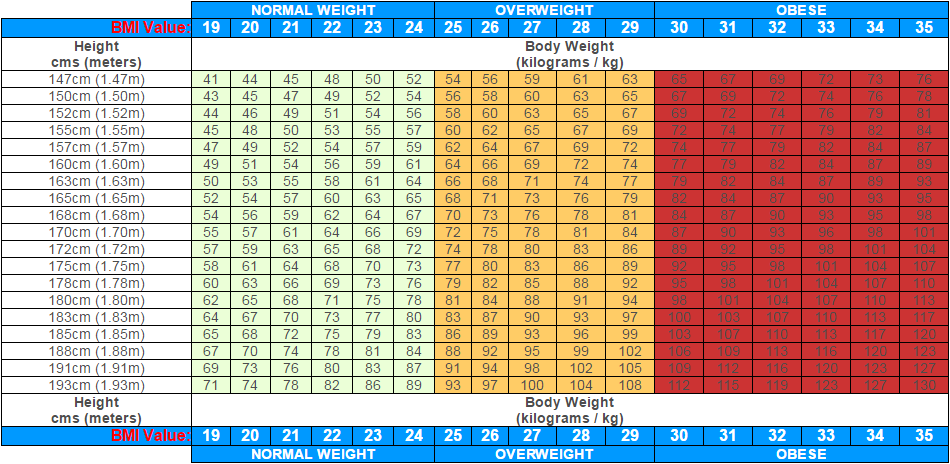 NORMAL WEIGHT OVERWEIGHT OBESE
BMI Value: 19 20 21 22 23 24 25 26 27 28 29 30 31 32 33 34 35
Height Body Weight
cms (meters) (kilograms / kg)
147cm (1.47m) 41 44 45 48 50 52 54 56 59 61 63 65 67 69 72 73 76
150cm (1.50m) 43 45 47 49 52 54 56 58 60 63 65 67 69 72 74 76 78
152cm (1.52m) 44 46 49 51 54 56 58 60 63 65 67 69 72 74 76 79 81
155cm (1.55m) 45 48 50 53 55 57 60 62 65 67 69 72 74 77 79 82 84
157cm (1.57m) 47 49 52 54 57 59 62 64 67 69 72 74 77 79 82 84 87
160cm (1.60m) 49 51 54 56 59 61 64 66 69 72 74 77 79 82 84 87 89
163cm (1.63m) 50 53 55 58 61 64 66 68 71 74 77 79 82 84 87 89 93
165cm (1.65m) 52 54 57 60 63 65 68 71 73 76 79 82 84 87 90 93 95
168cm (1.68m) 54 56 59 62 64 67 70 73 76 78 81 84 87 90 93 95 98
170cm (1.70m) 55 57 61 64 66 69 72 75 78 81 84 87 90 93 96 98 101
172cm (1.72m) 57 59 63 65 68 72 74 78 80 83 86 89 92 95 98 101 104
175cm (1.75m) 58 61 64 68 70 73 77 80 83 86 89 92 95 98 101 104 107
178cm (1.78m) 60 63 66 69 73 76 79 82 85 88 92 95 98 101 104 107 110
180cm (1.80m) 62 65 68 71 75 78 81 84 88 91 94 98 101 104 107 110 113
183cm (1.83m) 64 67 70 73 77 80 83 87 90 93 97 100 103 107 110 113 117
185cm (1.85m) 65 68 72 75 79 83 86 89 93 96 99 103 107 110 113 117 120
188cm (1.88m) 67 70 74 78 81 84 88 92 95 99 102 106 109 113 116 120 123
191cm (1.91m) 69 73 76 80 83 87 91 94 98 102 105 109 112 116 120 123 127
193cm (1.93m) 71 74 78 82 86 89 93 97 100 104 108 112 115 119 123 127 130
Height Body Weight
cms (meters) (kilograms / kg)
BMI Value: 19 20 21 22 23 24 25 26 27 28 29 30 31 32 33 34 35
NORMAL WEIGHT OVERWEIGHT OBESE